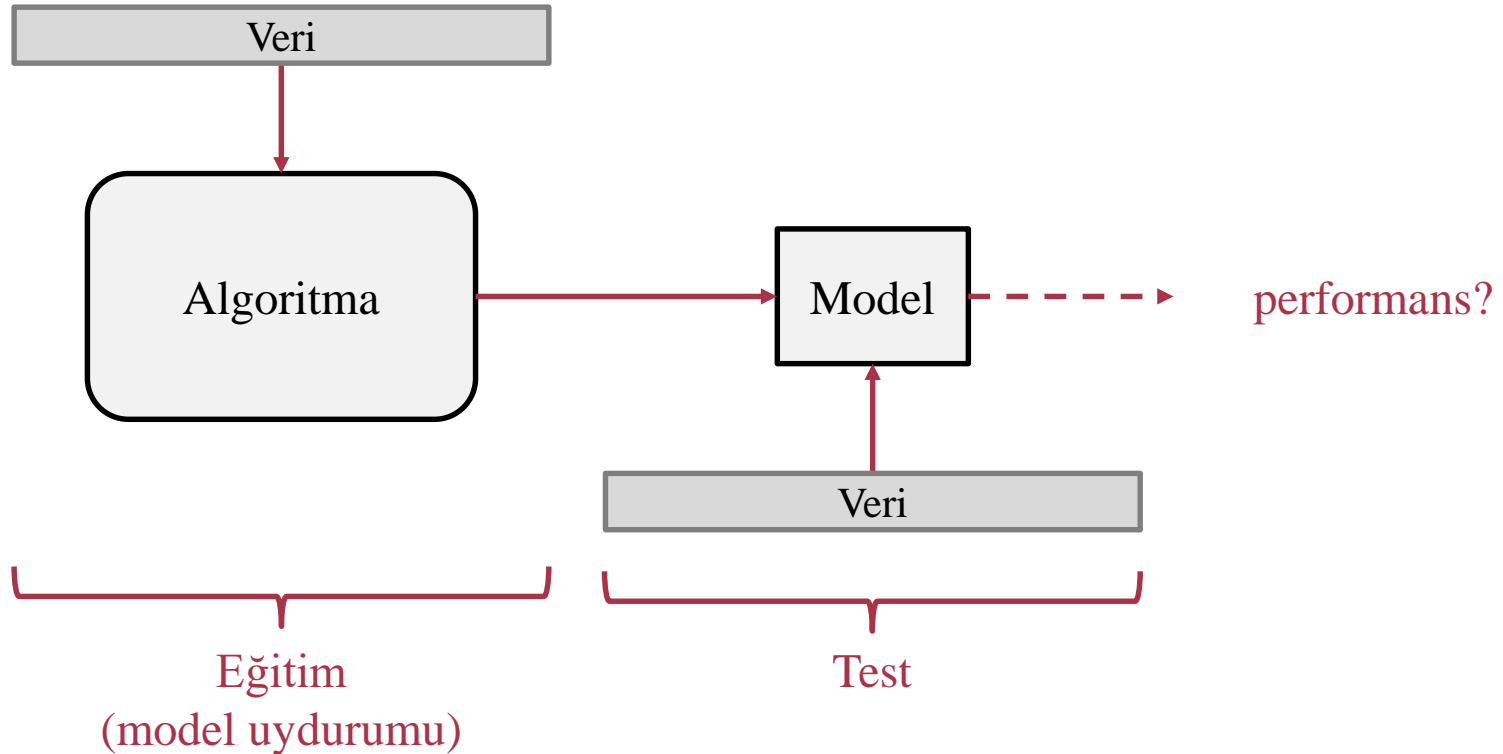 Veri
Algoritma
Model
performans?
Veri
Eğitim
(model uydurumu)
Test